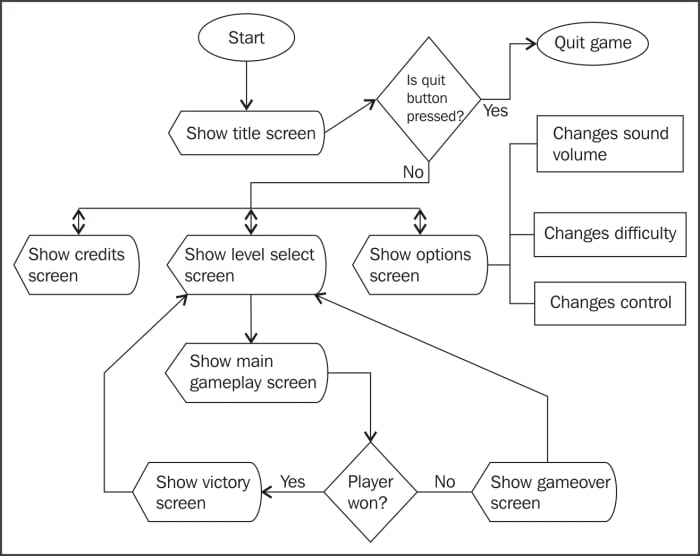 Start
Quit game
Is quit
button
pressed?
Yes
Show title screen
Changes sound
volume
No
Show credits
screen
Show level select
screen
Show options
screen
Changes difficulty
Changes control
Show main
gameplay screen
Show victory
screen
Yes
Player
won?
No
Show gameover
screen